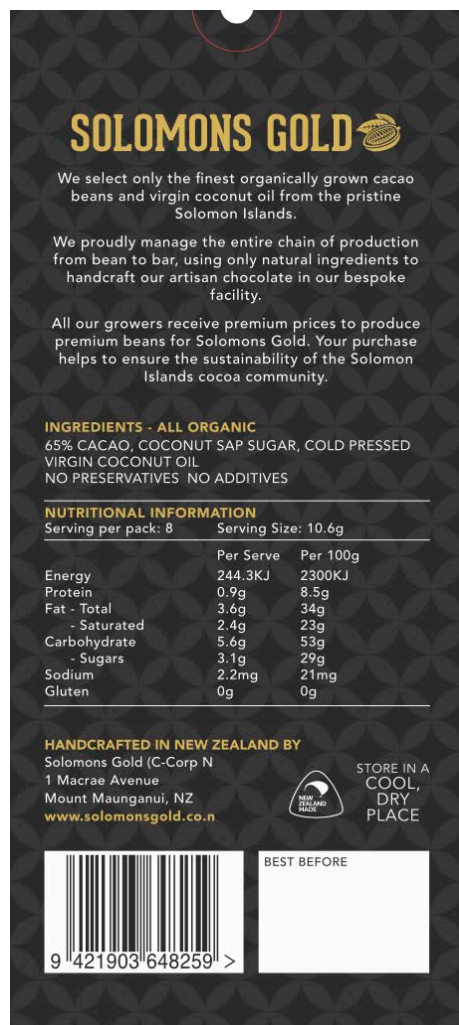 SOLOMONS GOLD
We select only the finest organically grown cacao
beans and virgin coconut oil from the pristine
Solomon Islands.
We proudly manage the entire chain of production
from bean to bar, using only natural ingredients to
handcraft our artisan chocolate in our bespoke
facility.
All our growers receive premium prices to produce
premium beans for Solomons Gold. Your purchase
helps to ensure the sustainability of the Solomon
Islands cocoa community.
INGREDIENTS - ALL ORGANIC
65% CACAO, COCONUT SAP SUGAR, COLD PRESSED
VIRGIN COCONUT OIL
NO PRESERVATIVES NO ADDITIVES
NUTRITIONAL INFORMATION
Serving per pack: 8 Serving Size: 10.6g
Per Serve Per 100g
Energy 244.3KJ 2300KJ
Protein 0.9g 8.5g
Fat - Total 3.6g 34g
- Saturated 2.4g 23g
Carbohydrate 5.6g 53g
- Sugars 3.1g 29g
Sodium 2.2mg 21mg
Gluten 0g 0g
HANDCRAFTED IN NEW ZEALAND BY
Solomons Gold (C-Corp N
1 Macrae Avenue
Mount Maunganui, NZ
www.solomonsgold.co.n
NEW
ZEALAND
MADE
STORE IN A
COOL,
DRY
PLACE
BEST BEFORE
9 421903 648259 >